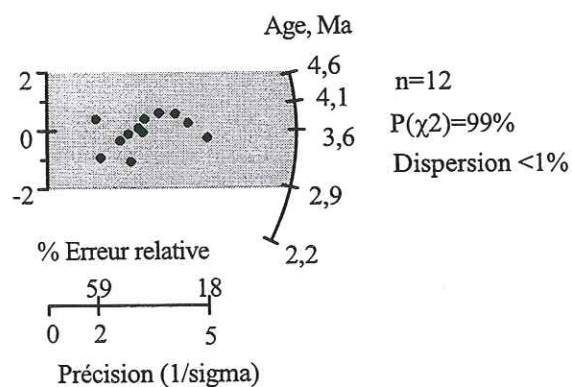 Age, Ma
2
0
-2
4,6
4,1
3,6
2,9
2,2
n=12
P(χ2)=99%
Dispersion <1%
% Erreur relative
59 18
0 2 5
Précision (1/sigma)